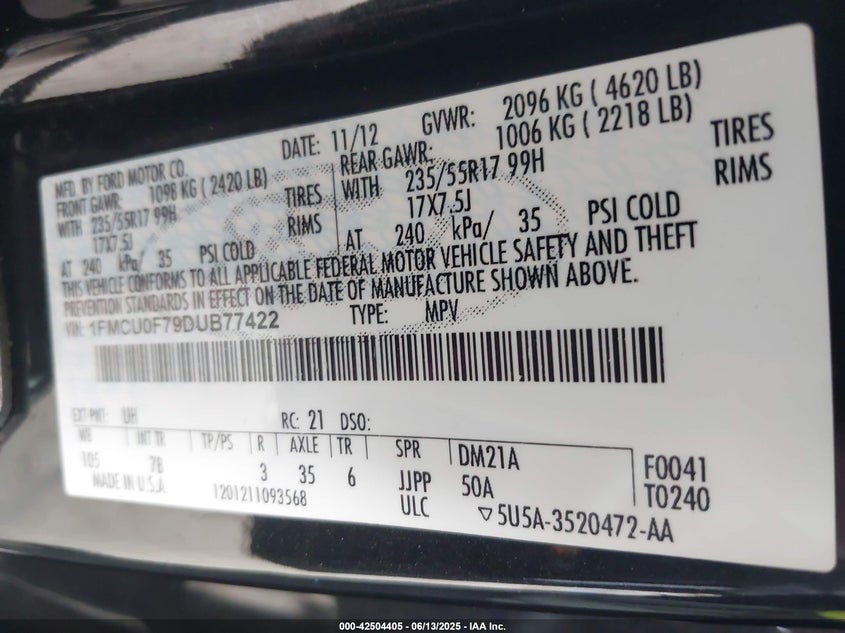 MFD. BY FORD MOTOR CO. DATE: 11/12 GVWR: 2096 KG ( 4620 LB)
FRONT GAWR: 1098 KG ( 2420 LB) REAR GAWR: 1006 KG ( 2218 LB)
WITH 235/55R17 99H TIRES WITH 235/55R17 99H TIRES
17X7.5J RIMS 17X7.5J RIMS
AT 240 kPa/ 35 PSI COLD AT 240 kPa/ 35 PSI COLD
THIS VEHICLE CONFORMS TO ALL APPLICABLE FEDERAL MOTOR VEHICLE SAFETY AND THEFT
PREVENTION STANDARDS IN EFFECT ON THE DATE OF MANUFACTURE SHOWN ABOVE.
VIN: 1FMCU0F79DUB77422 TYPE: MPV
EXT PNT: UH RC: 21 DSO:
WB INT TR TP/PS R AXLE TR SPR DM21A F0041
105 7B 3 35 6 JJPP 50A T0240
MADE IN U.S.A. 1201211093568 ULC ▽5U5A-3520472-AA
000-42504405 - 06/13/2025 - IAA Inc.